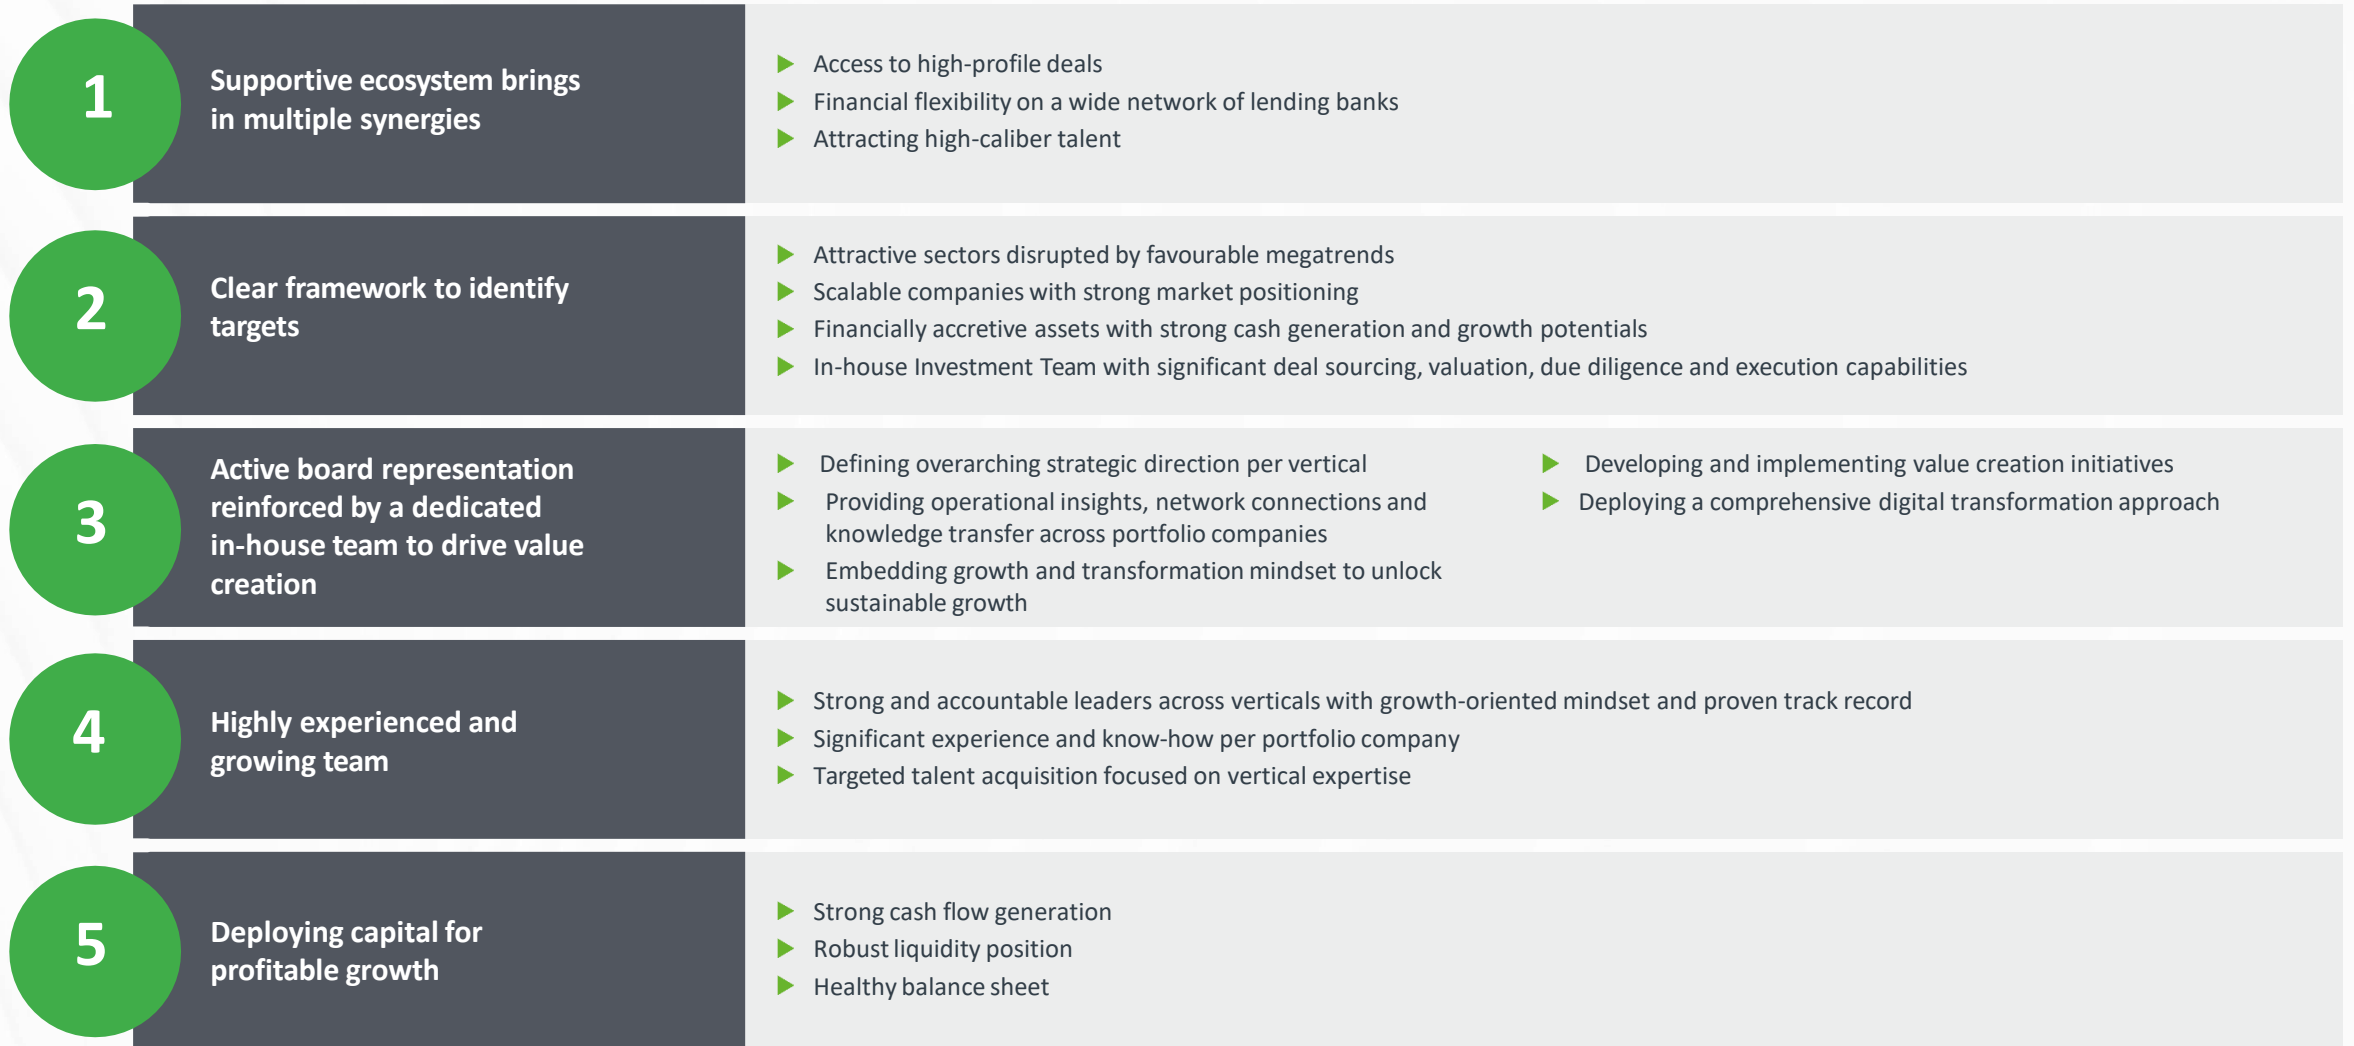 1
Supportive ecosystem brings
in multiple synergies
Access to high-profile deals
Financial flexibility on a wide network of lending banks
Attracting high-caliber talent
2
Clear framework to identify
targets
Attractive sectors disrupted by favourable megatrends
Scalable companies with strong market positioning
Financially accretive assets with strong cash generation and growth potentials
In-house Investment Team with significant deal sourcing, valuation, due diligence and execution capabilities
3
Active board representation
reinforced by a dedicated
in-house team to drive value
creation
Defining overarching strategic direction per vertical
Providing operational insights, network connections and
knowledge transfer across portfolio companies
Embedding growth and transformation mindset to unlock
sustainable growth
Developing and implementing value creation initiatives
Deploying a comprehensive digital transformation approach
4
Highly experienced and
growing team
Strong and accountable leaders across verticals with growth-oriented mindset and proven track record
Significant experience and know-how per portfolio company
Targeted talent acquisition focused on vertical expertise
5
Deploying capital for
profitable growth
Strong cash flow generation
Robust liquidity position
Healthy balance sheet